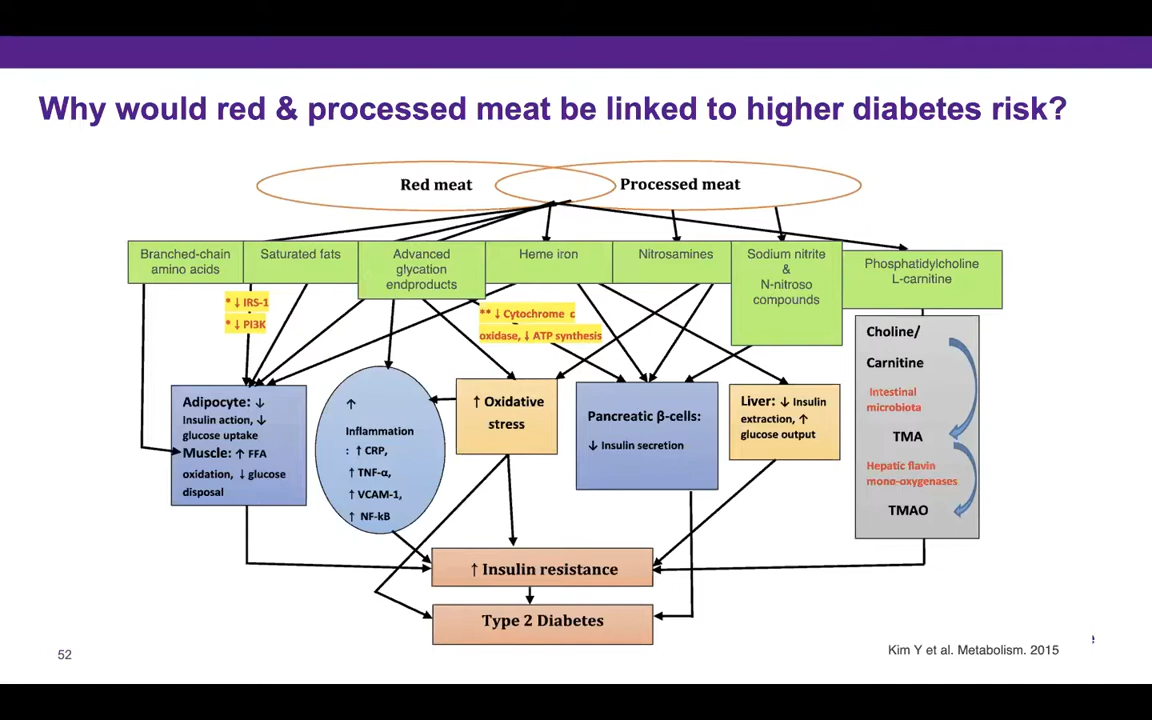 Why would red & processed meat be linked to higher diabetes risk?
Red meat
Processed meat
Branched-chain
amino acids
Saturated fats
Advanced
glycation
endproducts
Heme iron
Nitrosamines
Sodium nitrite
&
N-nitroso
compounds
Phosphatidylcholine
L-carnitine
* ↓ IRS-1
* ↓ PI3K
** ↓ Cytochrome c
oxidase, ↓ ATP synthesis
Adipocyte: ↓
Insulin action, ↓
glucose uptake
Muscle: ↑ FFA
oxidation, ↓ glucose
disposal
↑
Inflammation
: ↑ CRP,
↑ TNF-α,
↑ VCAM-1,
↑ NF-kB
↑ Oxidative
stress
Pancreatic β-cells:
↓ Insulin secretion
Liver: ↓ Insulin
extraction, ↑
glucose output
Choline/
Carnitine
Intestinal
microbiota
TMA
Hepatic flavin
mono-oxygenases
TMAO
↑ Insulin resistance
Type 2 Diabetes
52
Kim Y et al. Metabolism. 2015
e